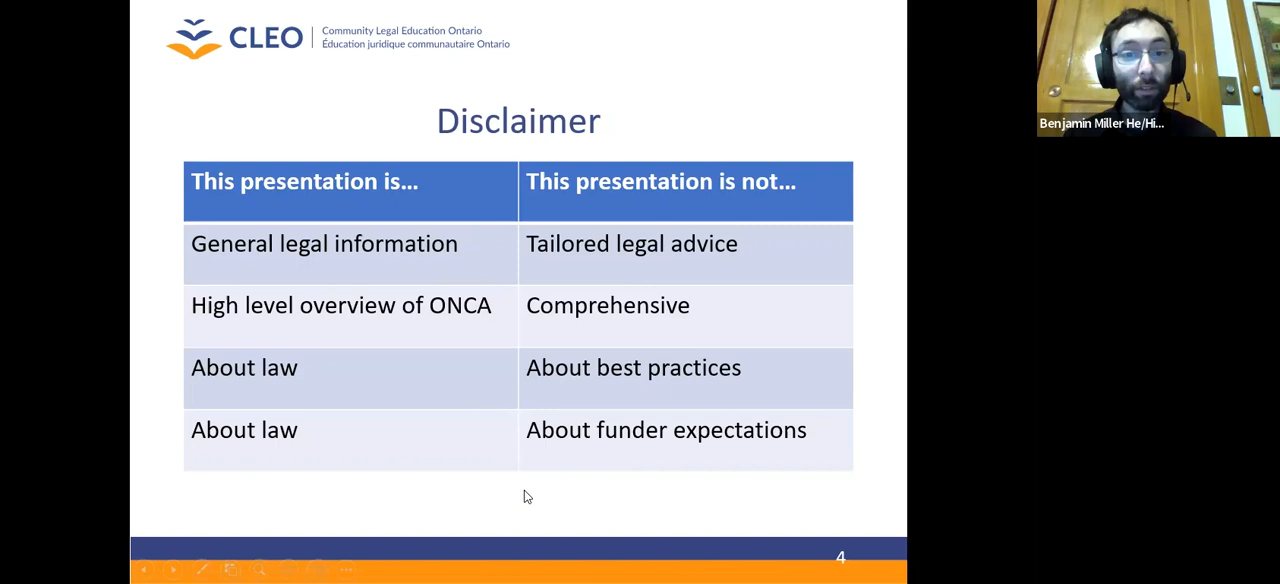 CLEO
Community Legal Education Ontario
Éducation juridique communautaire Ontario
Disclaimer
This presentation is…
This presentation is not…
General legal information
Tailored legal advice
High level overview of ONCA
Comprehensive
About law
About best practices
About law
About funder expectations
4
Benjamin Miller He/Hi...